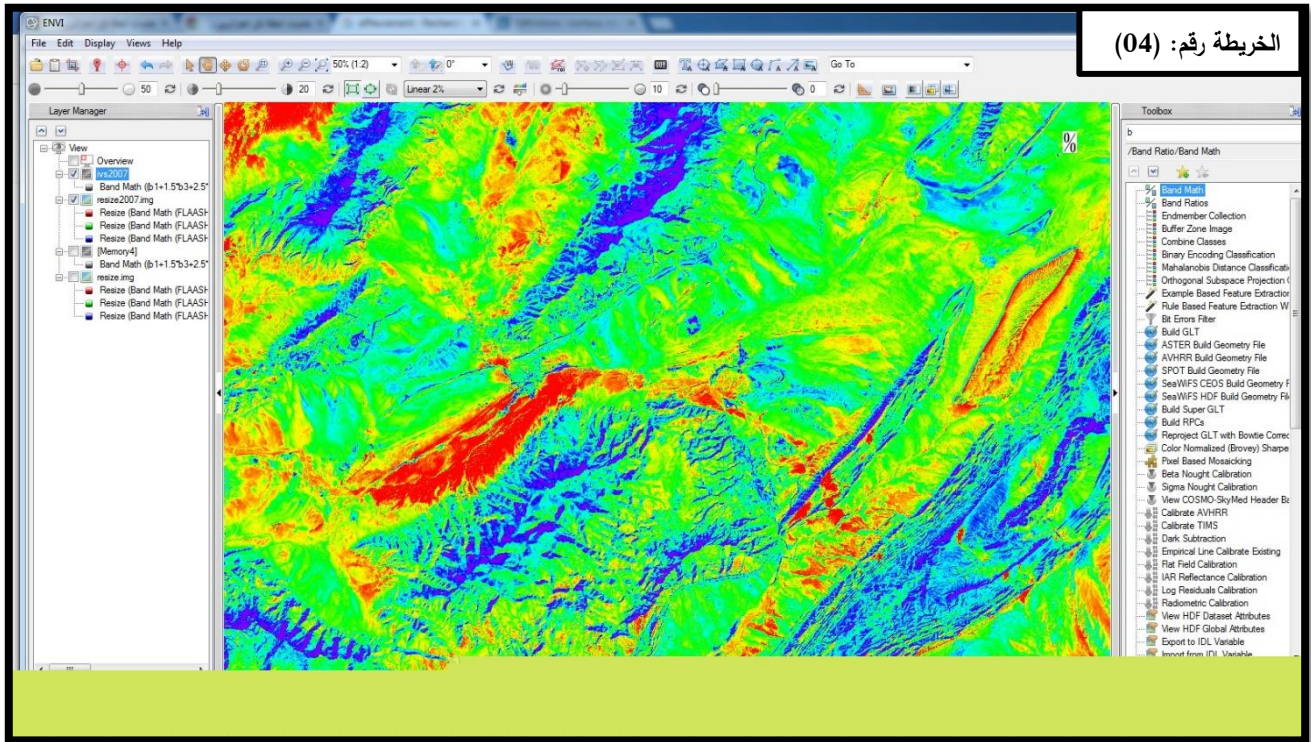 الخريطة رقم: (04)
ENVI
File Edit Display Views Help
50% (1:2)
0°
Go To
50
20
Linear 2%
10
0
Layer Manager
View
Overview
ivs2007
Band Math ((b1+1.5*b3+2.5*
resize2007.img
Resize (Band Math (FLAASH
Resize (Band Math (FLAASH
Resize (Band Math (FLAASH
[Memory4]
Band Math ((b1+1.5*b3+2.5*
resize.img
Resize (Band Math (FLAASH
Resize (Band Math (FLAASH
Resize (Band Math (FLAASH
%
Toolbox
b
/Band Ratio/Band Math
Band Math
Band Ratios
Endmember Collection
Buffer Zone Image
Combine Classes
Binary Encoding Classification
Mahalanobis Distance Classificati
Orthogonal Subspace Projection
Example Based Feature Extraction
Rule Based Feature Extraction W
Bit Errors Filter
Build GLT
ASTER Build Geometry File
AVHRR Build Geometry File
SPOT Build Geometry File
SeaWiFS CEOS Build Geometry F
SeaWiFS HDF Build Geometry Fil
Build Super GLT
Build RPCs
Reproject GLT with Bowtie Correc
Color Normalized (Brovey) Sharpe
Pixel Based Mosaicking
Beta Nought Calibration
Sigma Nought Calibration
View COSMO-SkyMed Header Ba
Calibrate AVHRR
Calibrate TIMS
Dark Subtraction
Empirical Line Calibrate Existing
Flat Field Calibration
IAR Reflectance Calibration
Log Residuals Calibration
Radiometric Calibration
View HDF Dataset Attributes
View HDF Global Attributes
Export to IDL Variable
Import from IDL Variable